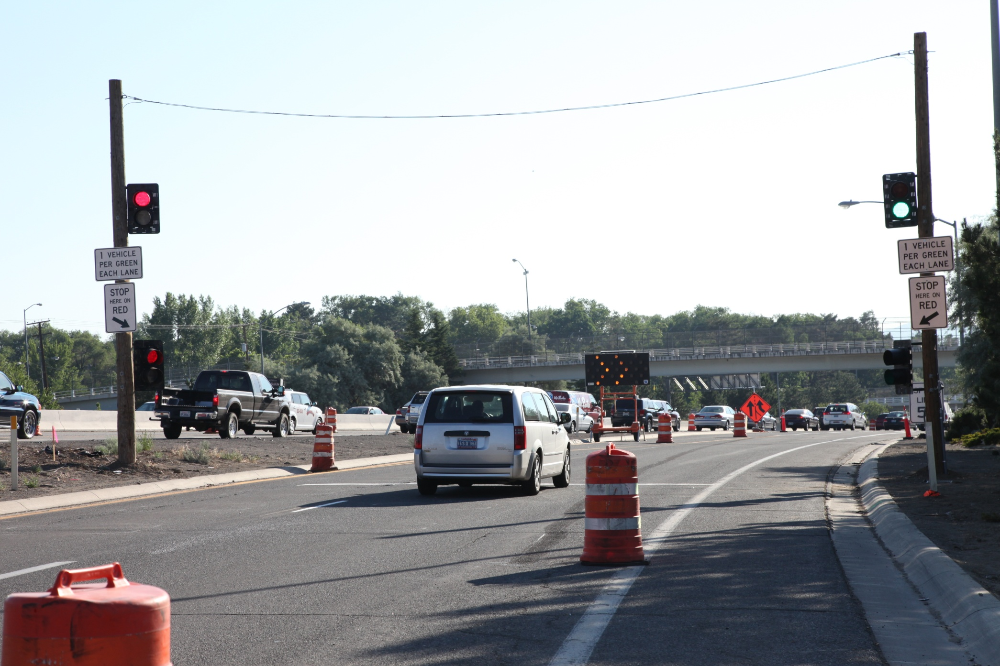 1 VEHICLE
PER GREEN
EACH LANE
STOP
HERE ON
RED
1 VEHICLE
PER GREEN
EACH LANE
STOP
HERE ON
RED